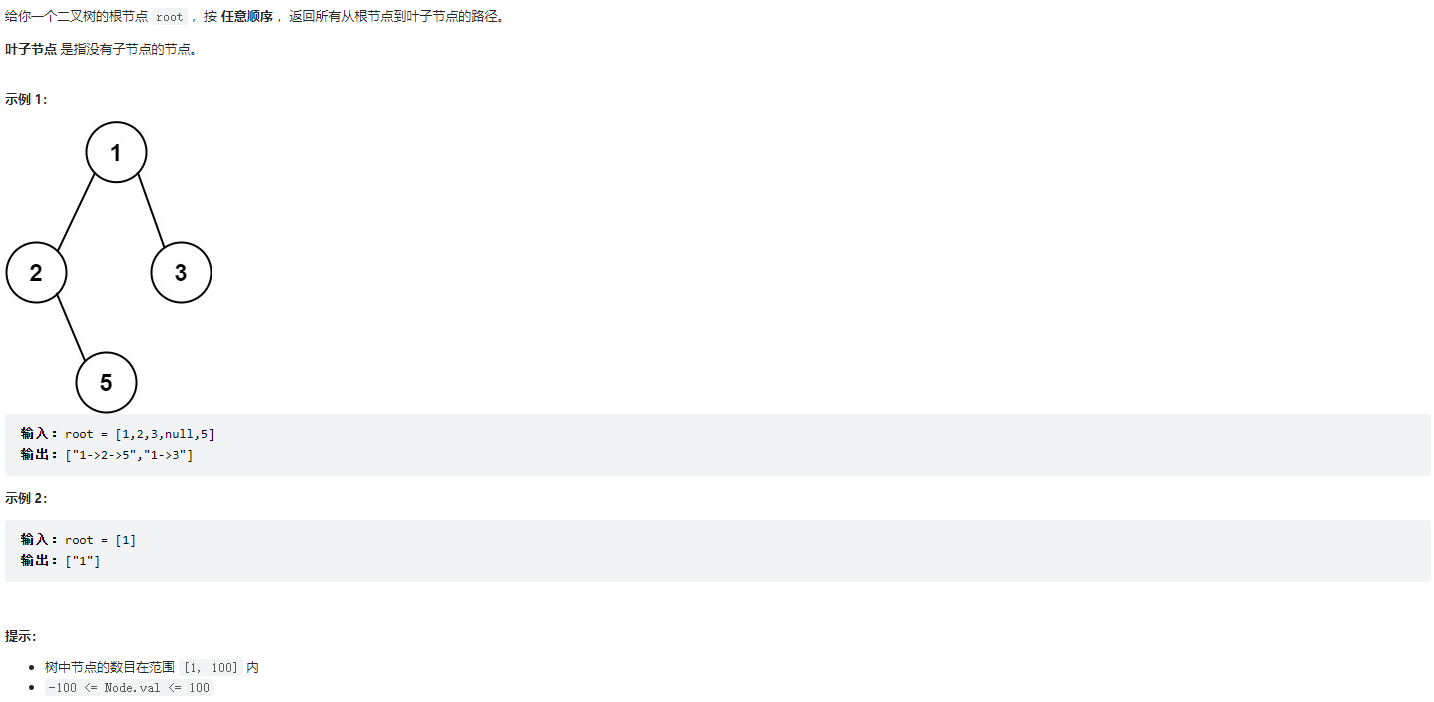 给你一个二叉树的根节点 root ，按 任意顺序 ，返回所有从根节点到叶子节点的路径。
叶子节点 是指没有子节点的节点。
示例 1：
1
2
3
5
输入：root = [1,2,3,null,5]
输出：["1->2->5","1->3"]
示例 2：
输入：root = [1]
输出：["1"]
提示：
• 树中节点的数目在范围 [1, 100] 内
• -100 <= Node.val <= 100